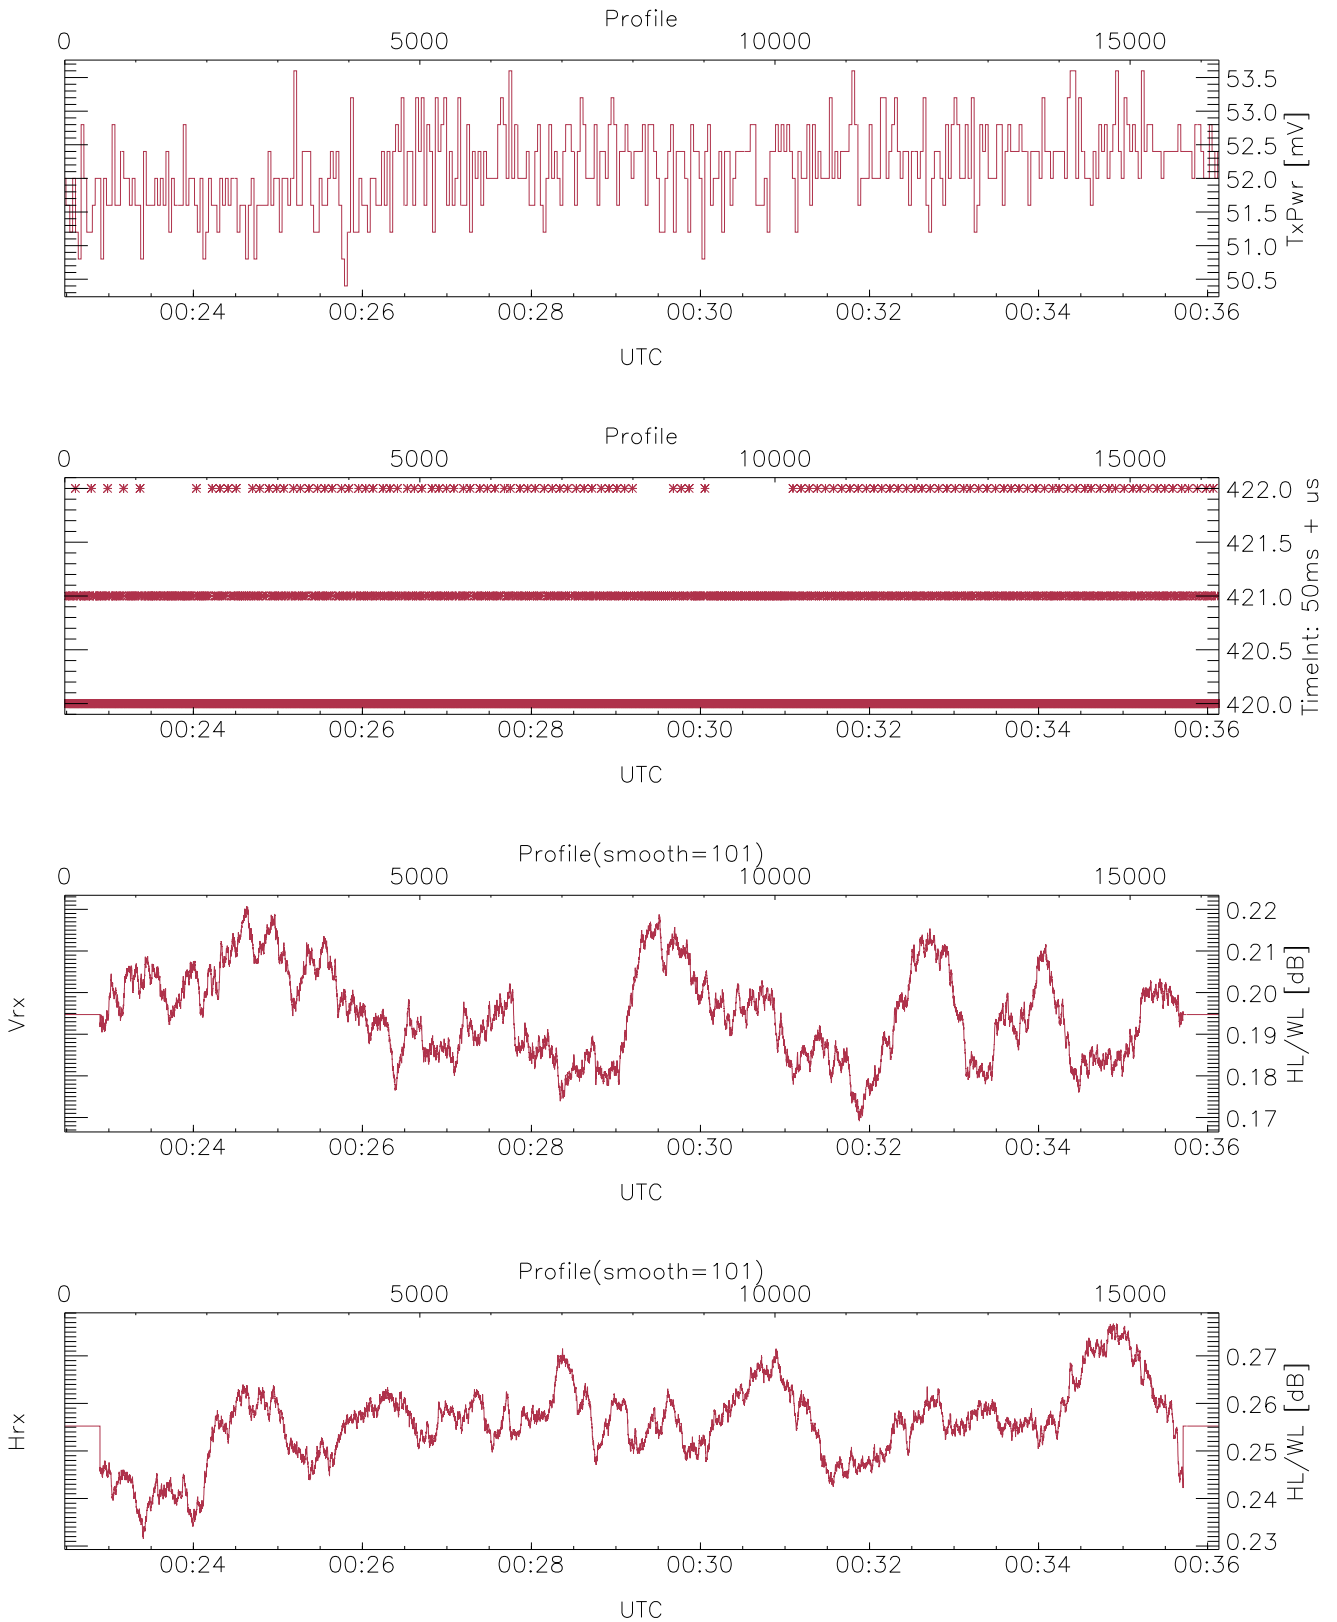 Profile
0 5000 10000 15000
53.5
53.0
52.5
52.0
51.5
51.0
50.5
TxPwr [mV]
00:24 00:26 00:28 00:30 00:32 00:34 00:36
UTC
Profile
0 5000 10000 15000
422.0
421.5
421.0
420.5
420.0
TimeInt: 50ms + us
00:24 00:26 00:28 00:30 00:32 00:34 00:36
UTC
Profile(smooth=101)
0 5000 10000 15000
Vrx
0.22
0.21
0.20
0.19
0.18
0.17
HL/WL [dB]
00:24 00:26 00:28 00:30 00:32 00:34 00:36
UTC
Profile(smooth=101)
0 5000 10000 15000
Hrx
0.27
0.26
0.25
0.24
0.23
HL/WL [dB]
00:24 00:26 00:28 00:30 00:32 00:34 00:36
UTC